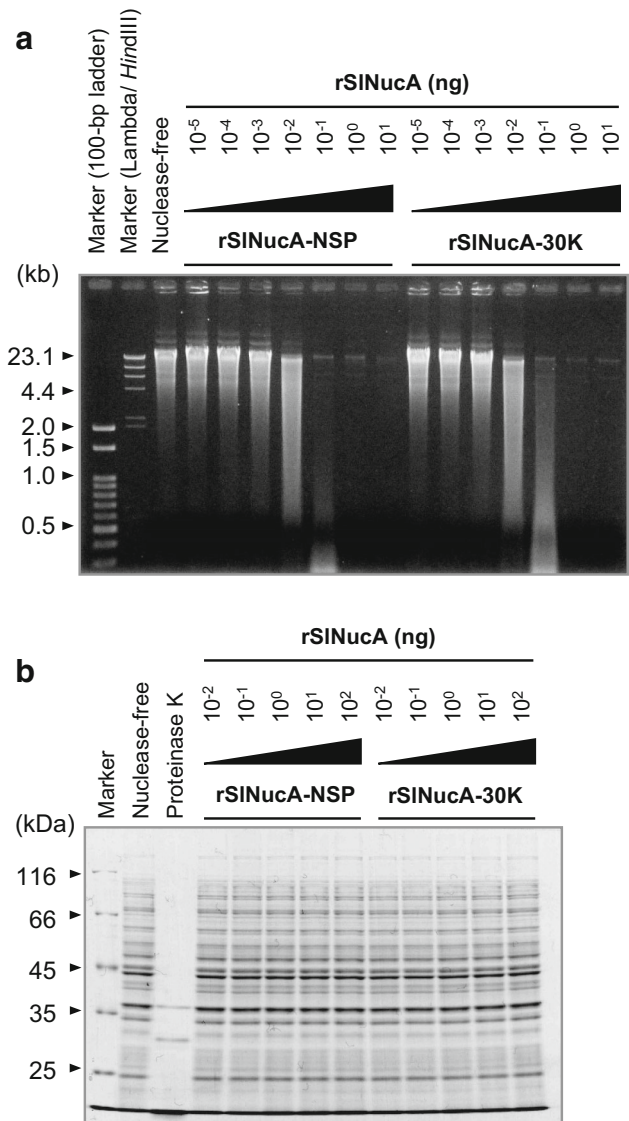 a
Marker (100-bp ladder)
Marker (Lambda/ HindIII)
Nuclease-free
rSlNucA (ng)
10-5 10-4 10-3 10-2 10-1 100 101 10-5 10-4 10-3 10-2 10-1 100 101
rSlNucA-NSP rSlNucA-30K
(kb)
23.1
4.4
2.0
1.5
1.0
0.5
b
Marker
Nuclease-free
Proteinase K
rSlNucA (ng)
10-2 10-1 100 101 102 10-2 10-1 100 101 102
rSlNucA-NSP rSlNucA-30K
(kDa)
116
66
45
35
25